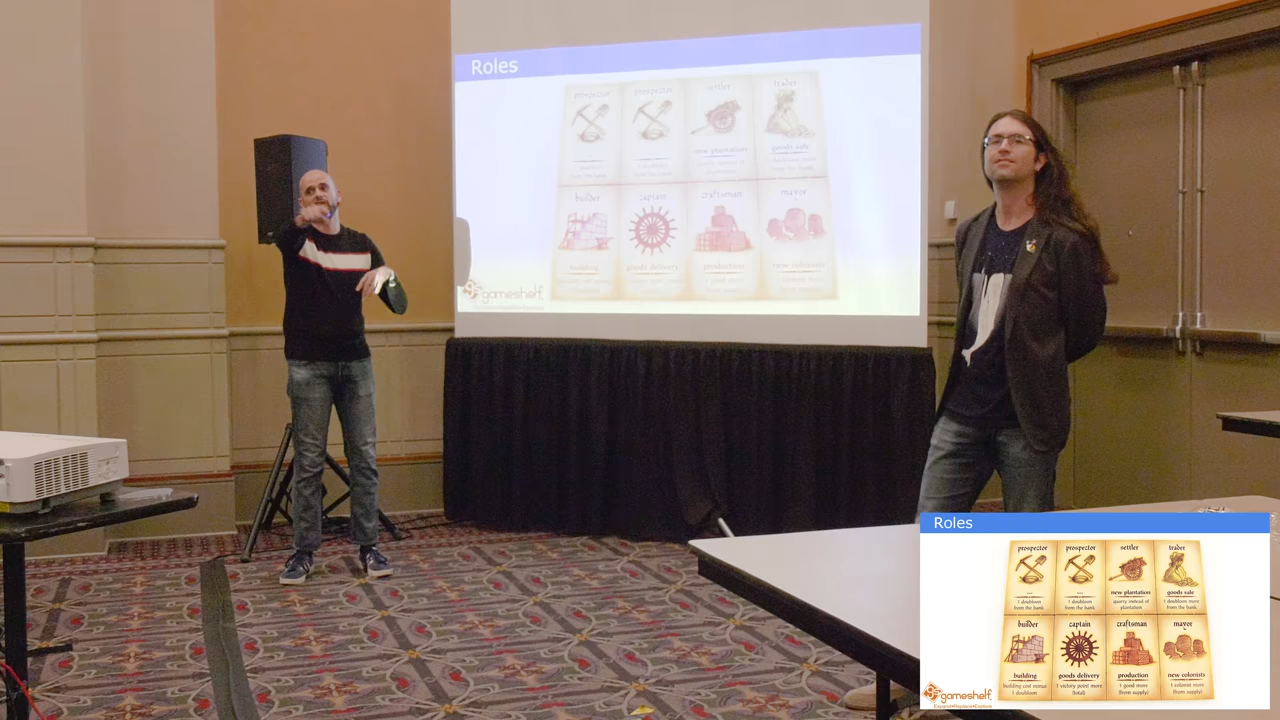 Roles
prospector prospector settler trader
new plantations goods sale
builder captain craftsman mayor
building goods delivery production new colonists
gameshelf
Roles
prospector prospector settler trader
— — new plantation goods sale
1 doubloon from the bank
1 doubloon from the bank
quarry instead of plantation
1 doubloon more from the bank
builder captain craftsman mayor
building goods delivery production new colonists
building cost minus 1 doubloon
1 victory point more (total)
1 good more (from supply)
1 colonist more (from supply)
gameshelf